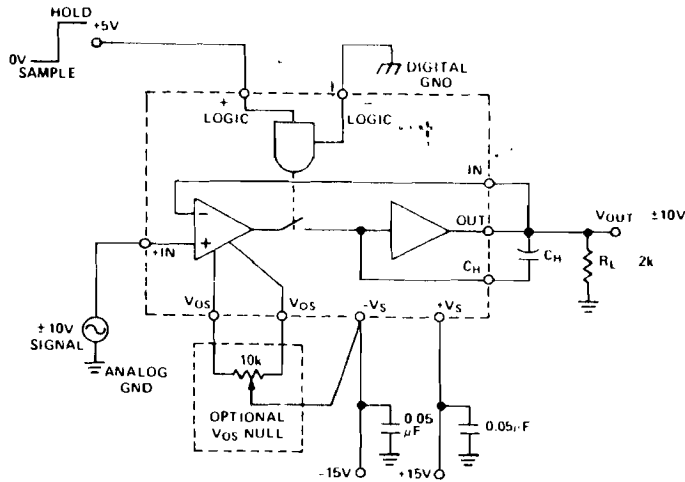 HOLD
+5V
0V
SAMPLE
DIGITAL
GND
+
LOGIC
−
LOGIC
IN
−
+
+IN
OUT
VOUT ±10V
CH
CH
RL 2k
VOS
VOS
-VS
+VS
±10V
SIGNAL
ANALOG
GND
10k
OPTIONAL
VOS NULL
0.05
µF
0.05µF
-15V
+15V